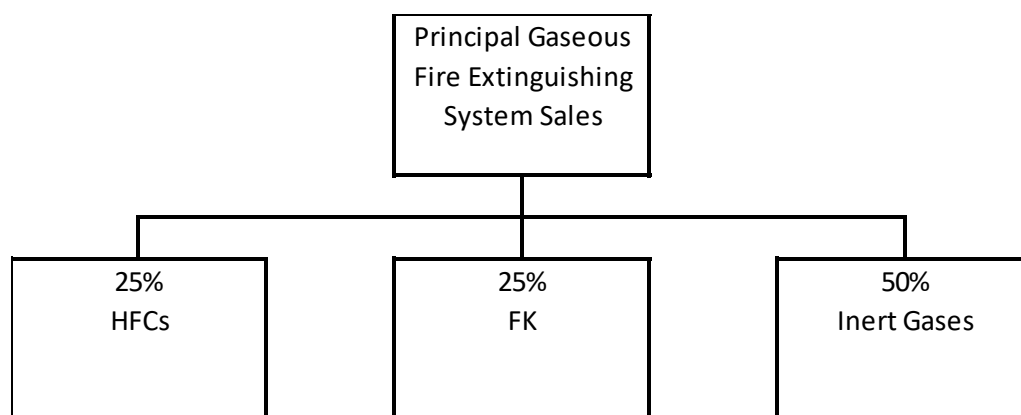 Principal Gaseous
Fire Extinguishing
System Sales
25%
HFCs
25%
FK
50%
Inert Gases